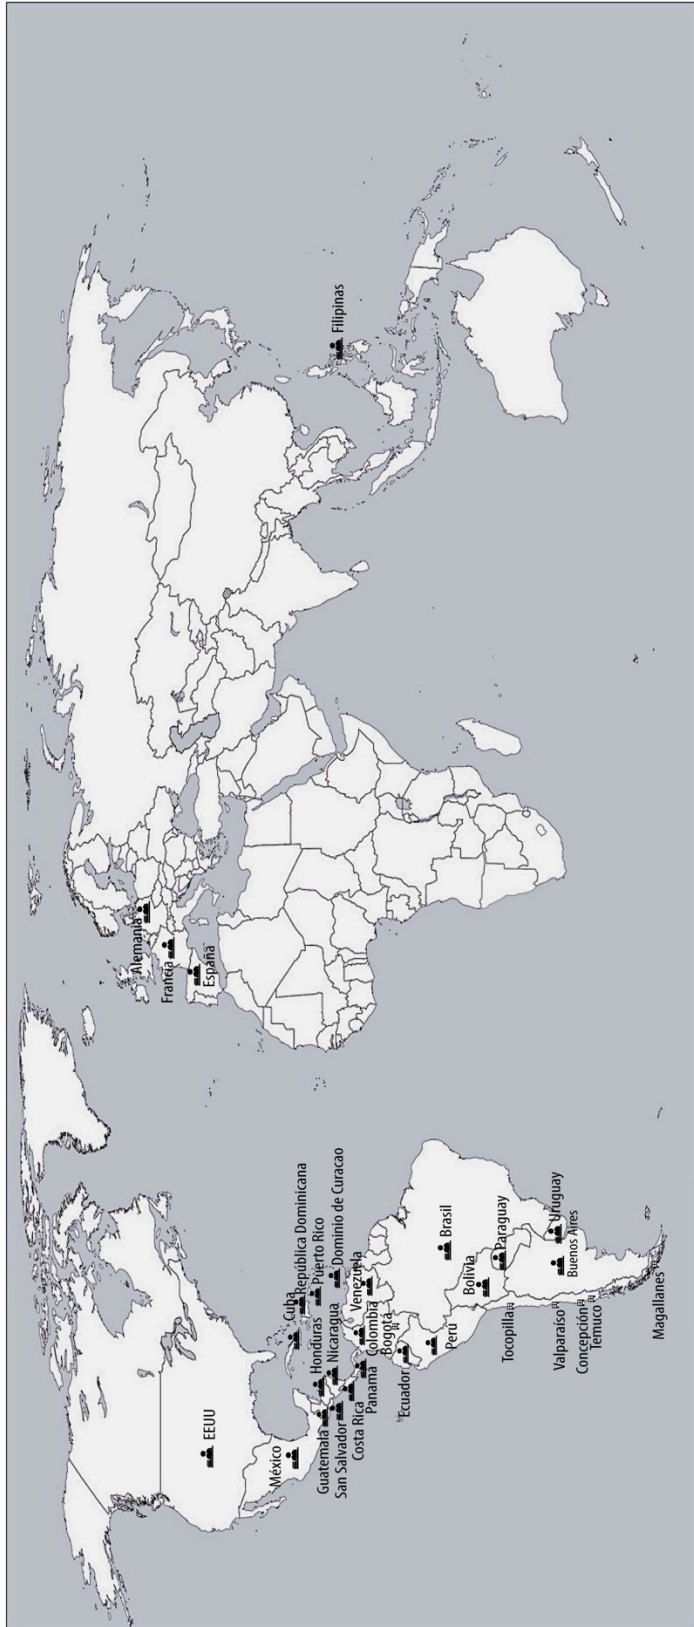 Alemania
Francia
España
Filipinas
EEUU
México
Cuba
República Dominicana
Puerto Rico
Dominio de Curacao
Honduras
Nicaragua
Guatemala
San Salvador
Costa Rica
Panamá
Venezuela
Colombia
Bogotá
Ecuador
Perú
Brasil
Bolivia
Paraguay
Tocopilla
Uruguay
Buenos Aires
Valparaíso
Concepción
Temuco
Magallanes